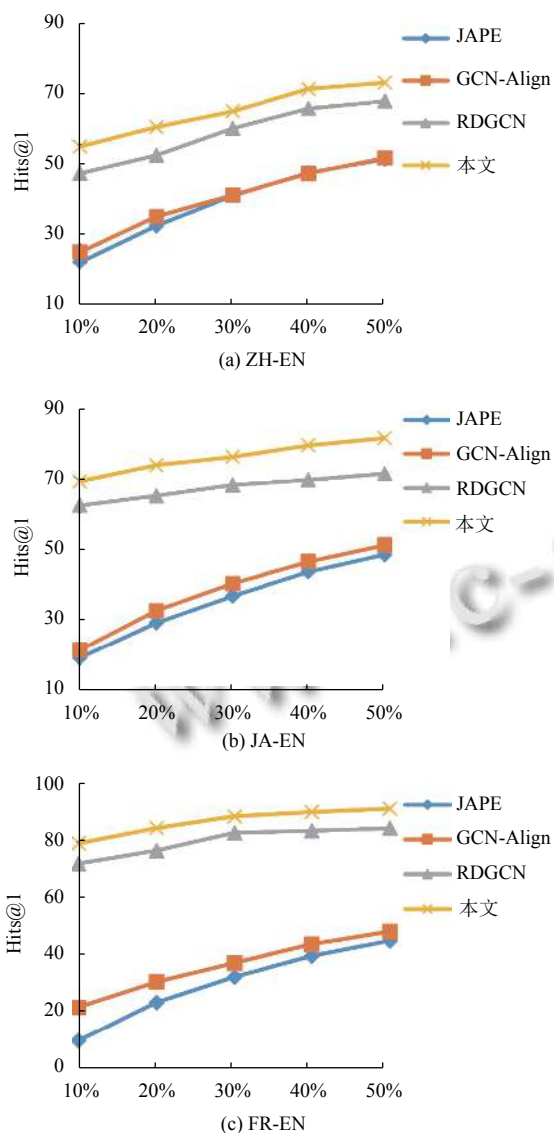 90
70
50
30
10
Hits@1
10% 20% 30% 40% 50%
JAPE
GCN-Align
RDGCN
本文
(a) ZH-EN
90
70
50
30
10
Hits@1
10% 20% 30% 40% 50%
JAPE
GCN-Align
RDGCN
本文
(b) JA-EN
100
80
60
40
20
0
Hits@1
10% 20% 30% 40% 50%
JAPE
GCN-Align
RDGCN
本文
(c) FR-EN